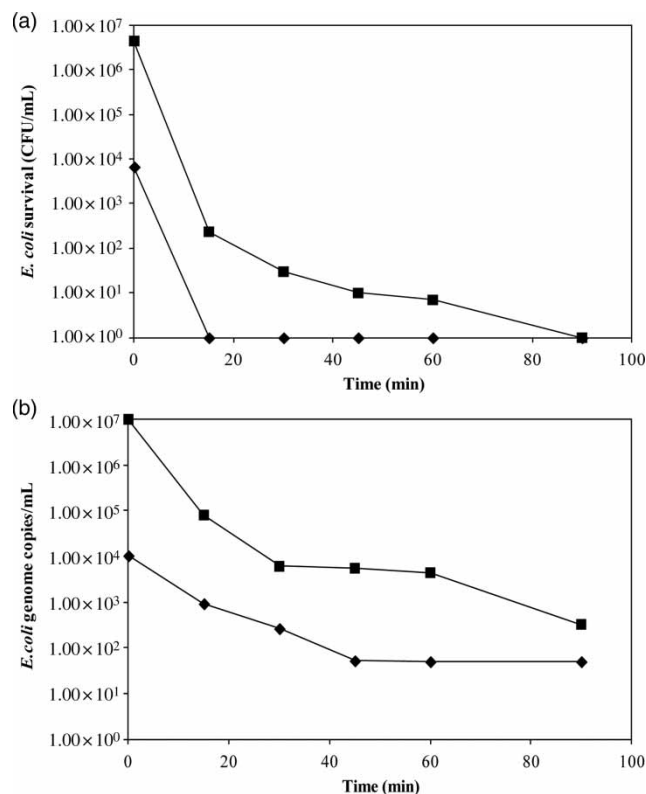 (a)
1.00×10⁷
1.00×10⁶
1.00×10⁵
1.00×10⁴
1.00×10³
1.00×10²
1.00×10¹
1.00×10⁰
E. coli survival (CFU/mL)
0 20 40 60 80 100
Time (min)
(b)
1.00×10⁷
1.00×10⁶
1.00×10⁵
1.00×10⁴
1.00×10³
1.00×10²
1.00×10¹
1.00×10⁰
E.coli genome copies/mL
0 20 40 60 80 100
Time (min)